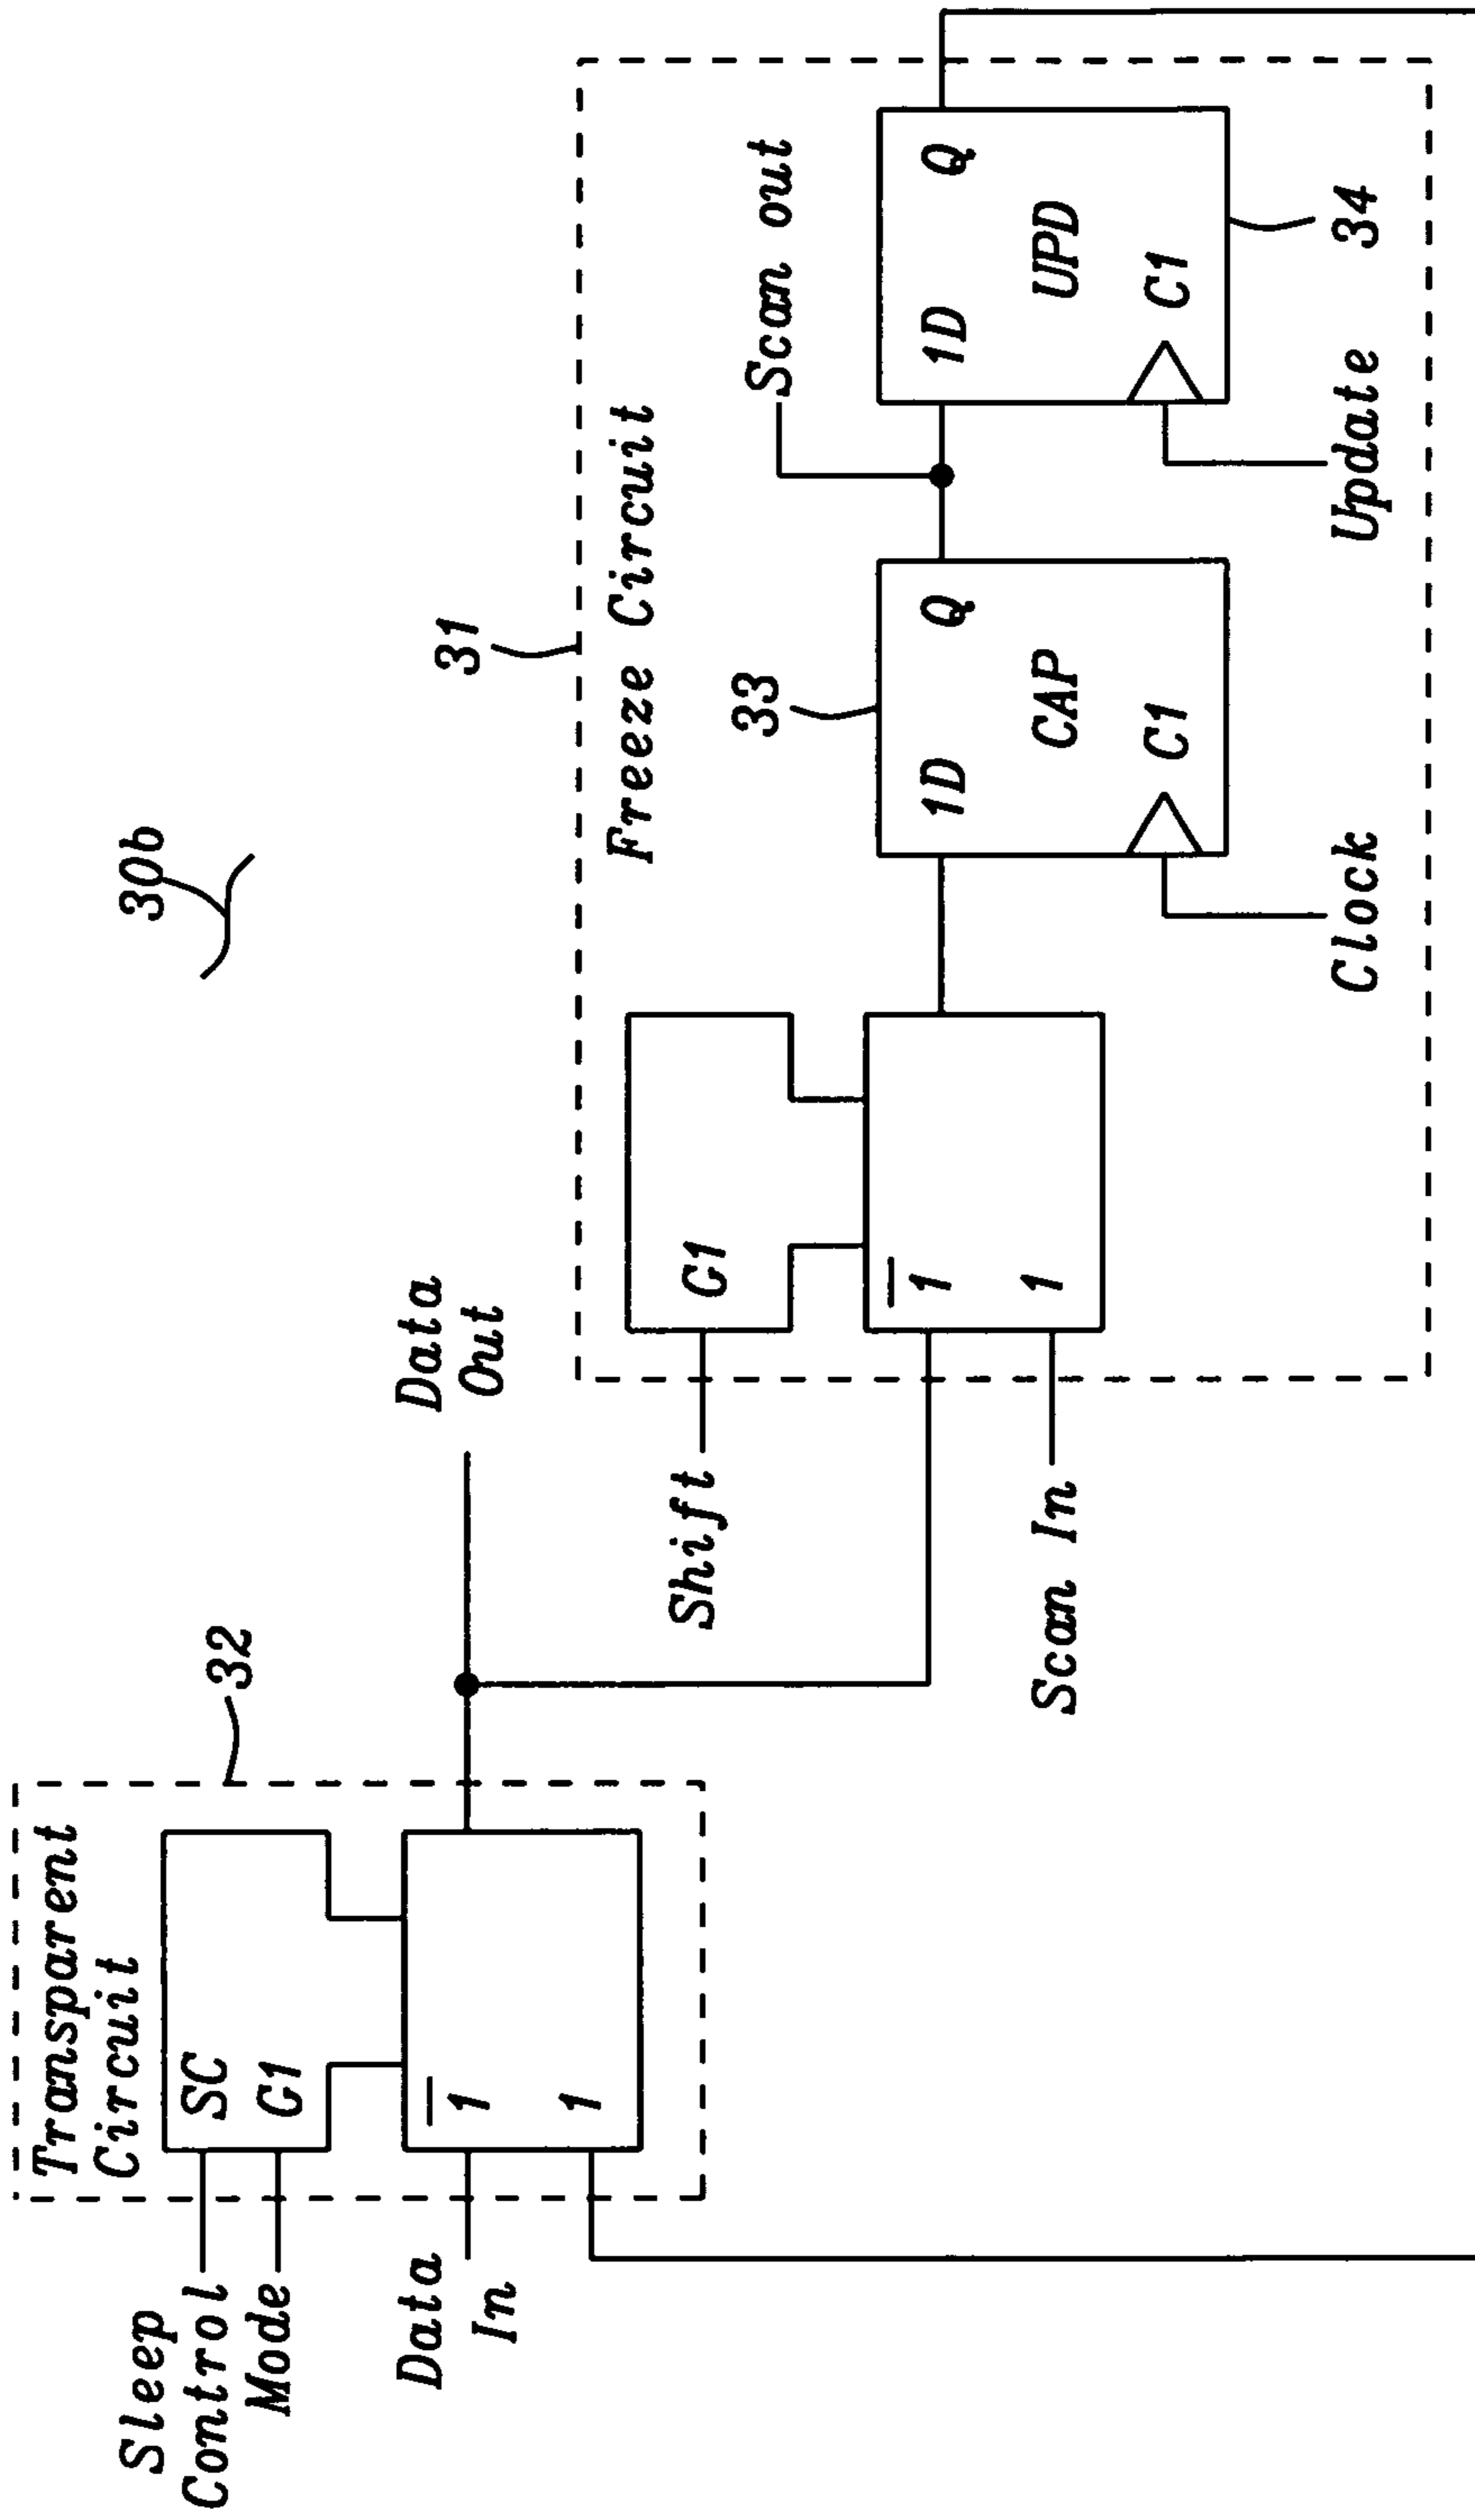 30b
Transparent
Circuit
32
Sleep
Control
SC
Mode
G1
Data
In
1
1
Data
Out
31
Freeze Circuit
Shift
G1
1
1
Scan In
33
1D
Q
CAP
C1
Clock
Scan out
1D
Q
UPD
C1
Update
34